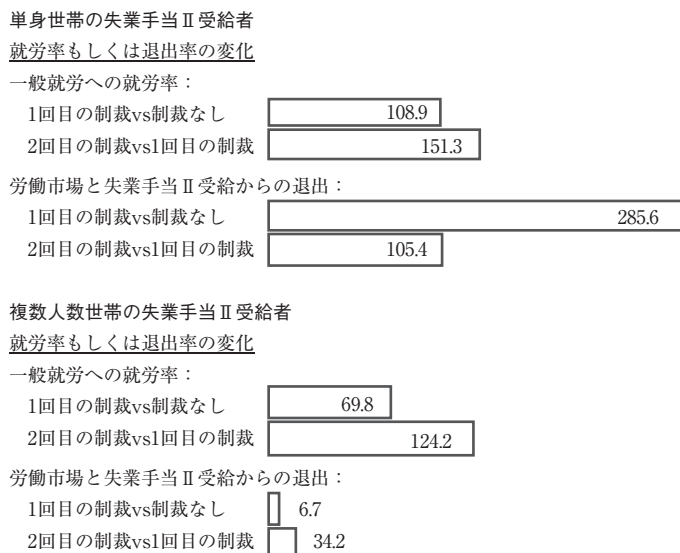 単身世帯の失業手当Ⅱ受給者
就労率もしくは退出率の変化
一般就労への就労率：
1回目の制裁vs制裁なし 108.9
2回目の制裁vs1回目の制裁 151.3
労働市場と失業手当Ⅱ受給からの退出：
1回目の制裁vs制裁なし 285.6
2回目の制裁vs1回目の制裁 105.4
複数人数世帯の失業手当Ⅱ受給者
就労率もしくは退出率の変化
一般就労への就労率：
1回目の制裁vs制裁なし 69.8
2回目の制裁vs1回目の制裁 124.2
労働市場と失業手当Ⅱ受給からの退出：
1回目の制裁vs制裁なし 6.7
2回目の制裁vs1回目の制裁 34.2